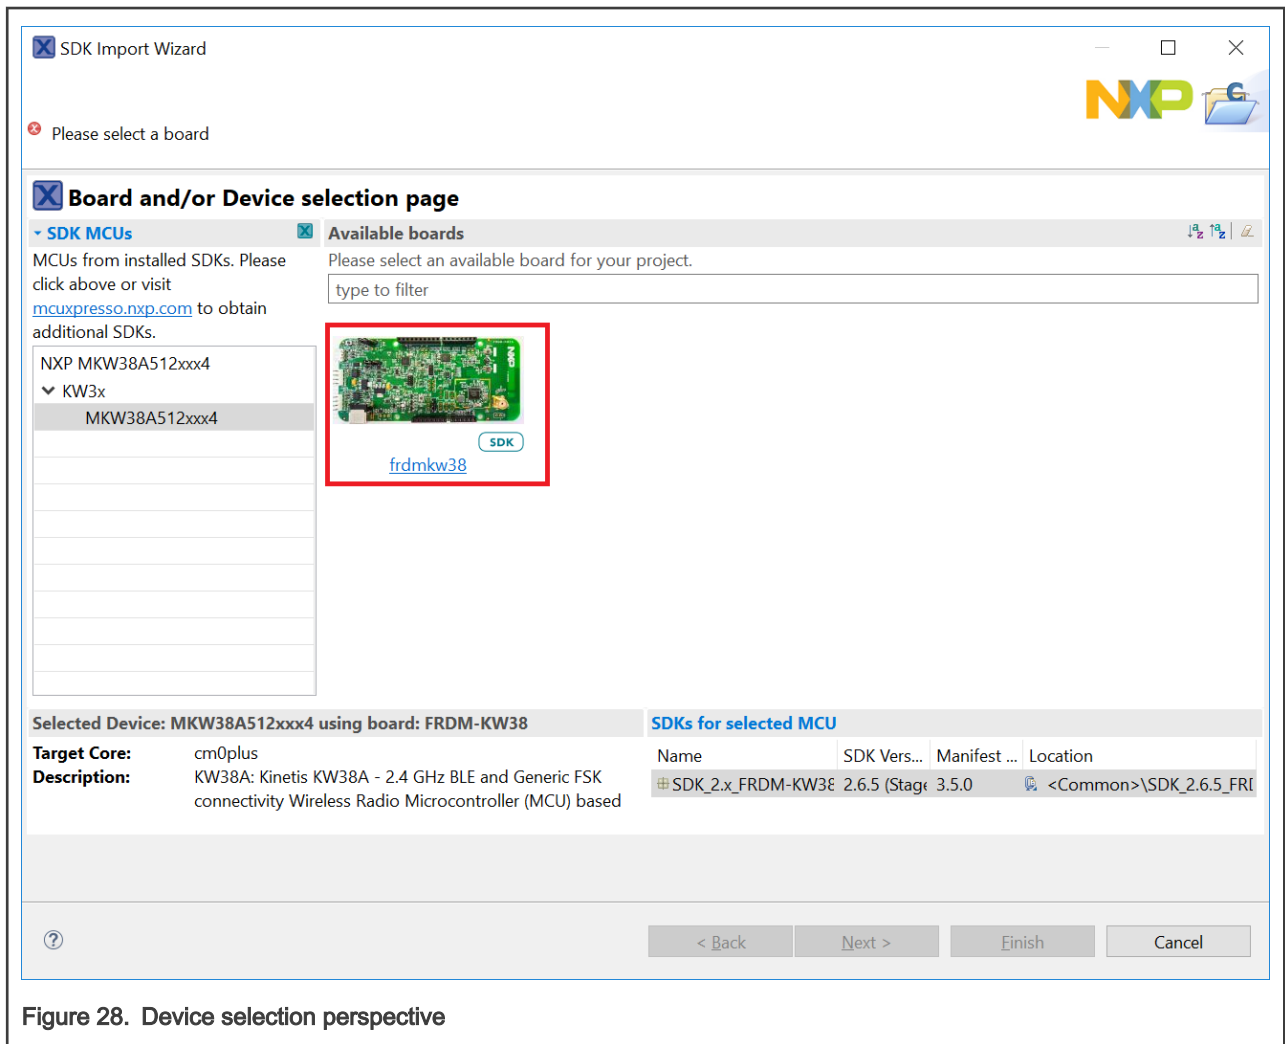 SDK Import Wizard
NXP
Please select a board
Board and/or Device selection page
SDK MCUs
MCUs from installed SDKs. Please
click above or visit
mcuxpresso.nxp.com to obtain
additional SDKs.
NXP MKW38A512xxx4
KW3x
MKW38A512xxx4
Available boards
Please select an available board for your project.
type to filter
NXP
SDK
frdmkw38
Selected Device: MKW38A512xxx4 using board: FRDM-KW38
Target Core: cm0plus
Description: KW38A: Kinetis KW38A - 2.4 GHz BLE and Generic FSK
connectivity Wireless Radio Microcontroller (MCU) based
SDKs for selected MCU
Name SDK Vers... Manifest ... Location
SDK_2.x_FRDM-KW38 2.6.5 (Stage 3.5.0 <Common>\SDK_2.6.5_FRD
< Back Next > Finish Cancel
Figure 28. Device selection perspective